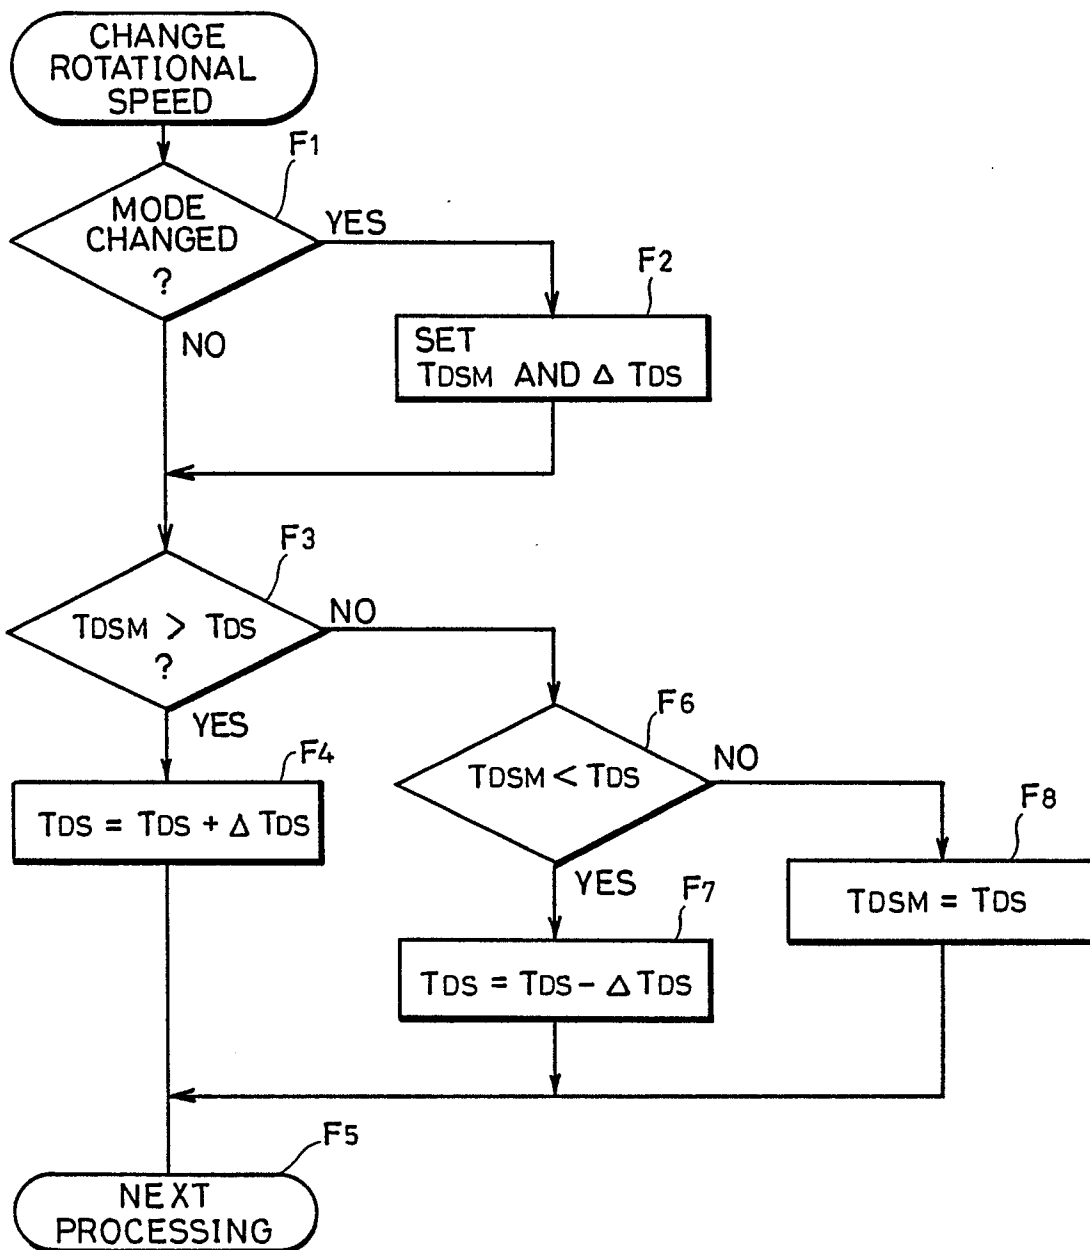 CHANGE
ROTATIONAL
SPEED
F1
MODE
CHANGED
?
YES
NO
F2
SET
TDSM AND Δ TDS
F3
TDSM > TDS
?
NO
YES
F4
TDS = TDS + Δ TDS
F6
TDSM < TDS
NO
YES
F8
TDSM = TDS
F7
TDS = TDS - Δ TDS
F5
NEXT
PROCESSING